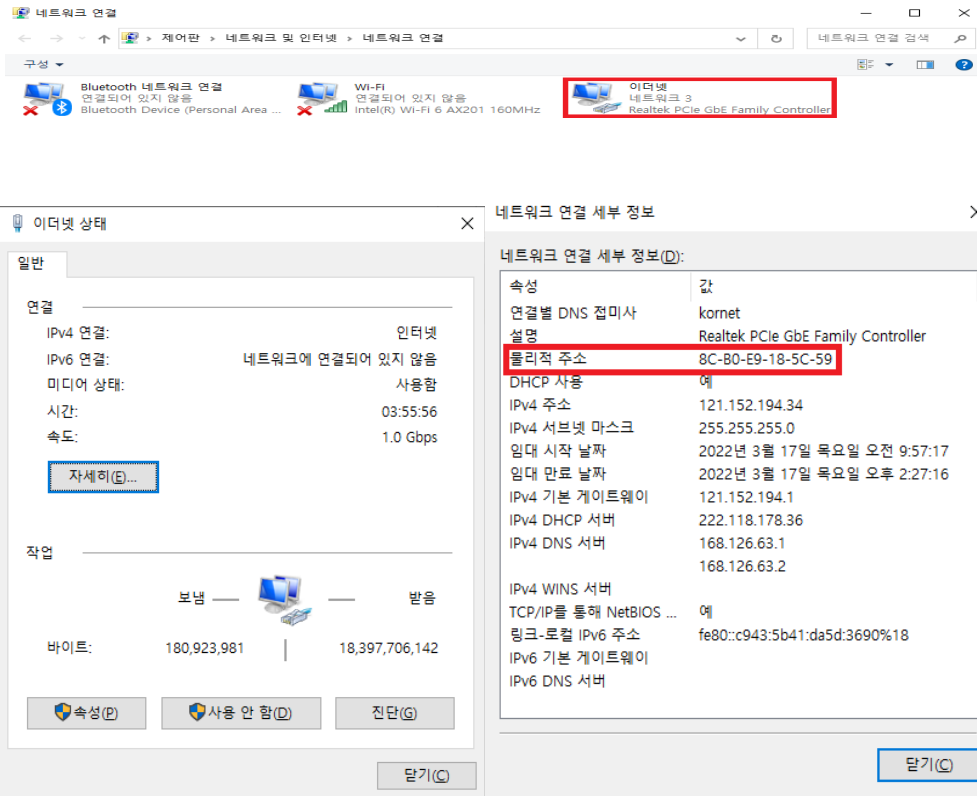 네트워크 연결
제어판 › 네트워크 및 인터넷 › 네트워크 연결
네트워크 연결 검색
구성
Bluetooth 네트워크 연결
연결되어 있지 않음
Bluetooth Device (Personal Area ...
Wi-Fi
연결되어 있지 않음
Intel(R) Wi-Fi 6 AX201 160MHz
이더넷
네트워크 3
Realtek PCIe GbE Family Controller
이더넷 상태
일반
연결
IPv4 연결: 인터넷
IPv6 연결: 네트워크에 연결되어 있지 않음
미디어 상태: 사용함
시간: 03:55:56
속도: 1.0 Gbps
자세히(E)...
작업
보냄 받음
바이트: 180,923,981 18,397,706,142
속성(P) 사용 안 함(D) 진단(G)
닫기(C)
네트워크 연결 세부 정보
네트워크 연결 세부 정보(D):
속성 값
연결별 DNS 접미사 kornet
설명 Realtek PCIe GbE Family Controller
물리적 주소 8C-B0-E9-18-5C-59
DHCP 사용 예
IPv4 주소 121.152.194.34
IPv4 서브넷 마스크 255.255.255.0
임대 시작 날짜 2022년 3월 17일 목요일 오전 9:57:17
임대 만료 날짜 2022년 3월 17일 목요일 오후 2:27:16
IPv4 기본 게이트웨이 121.152.194.1
IPv4 DHCP 서버 222.118.178.36
IPv4 DNS 서버 168.126.63.1
168.126.63.2
IPv4 WINS 서버
TCP/IP를 통해 NetBIOS ... 예
링크-로컬 IPv6 주소 fe80::c943:5b41:da5d:3690%18
IPv6 기본 게이트웨이
IPv6 DNS 서버
닫기(C)